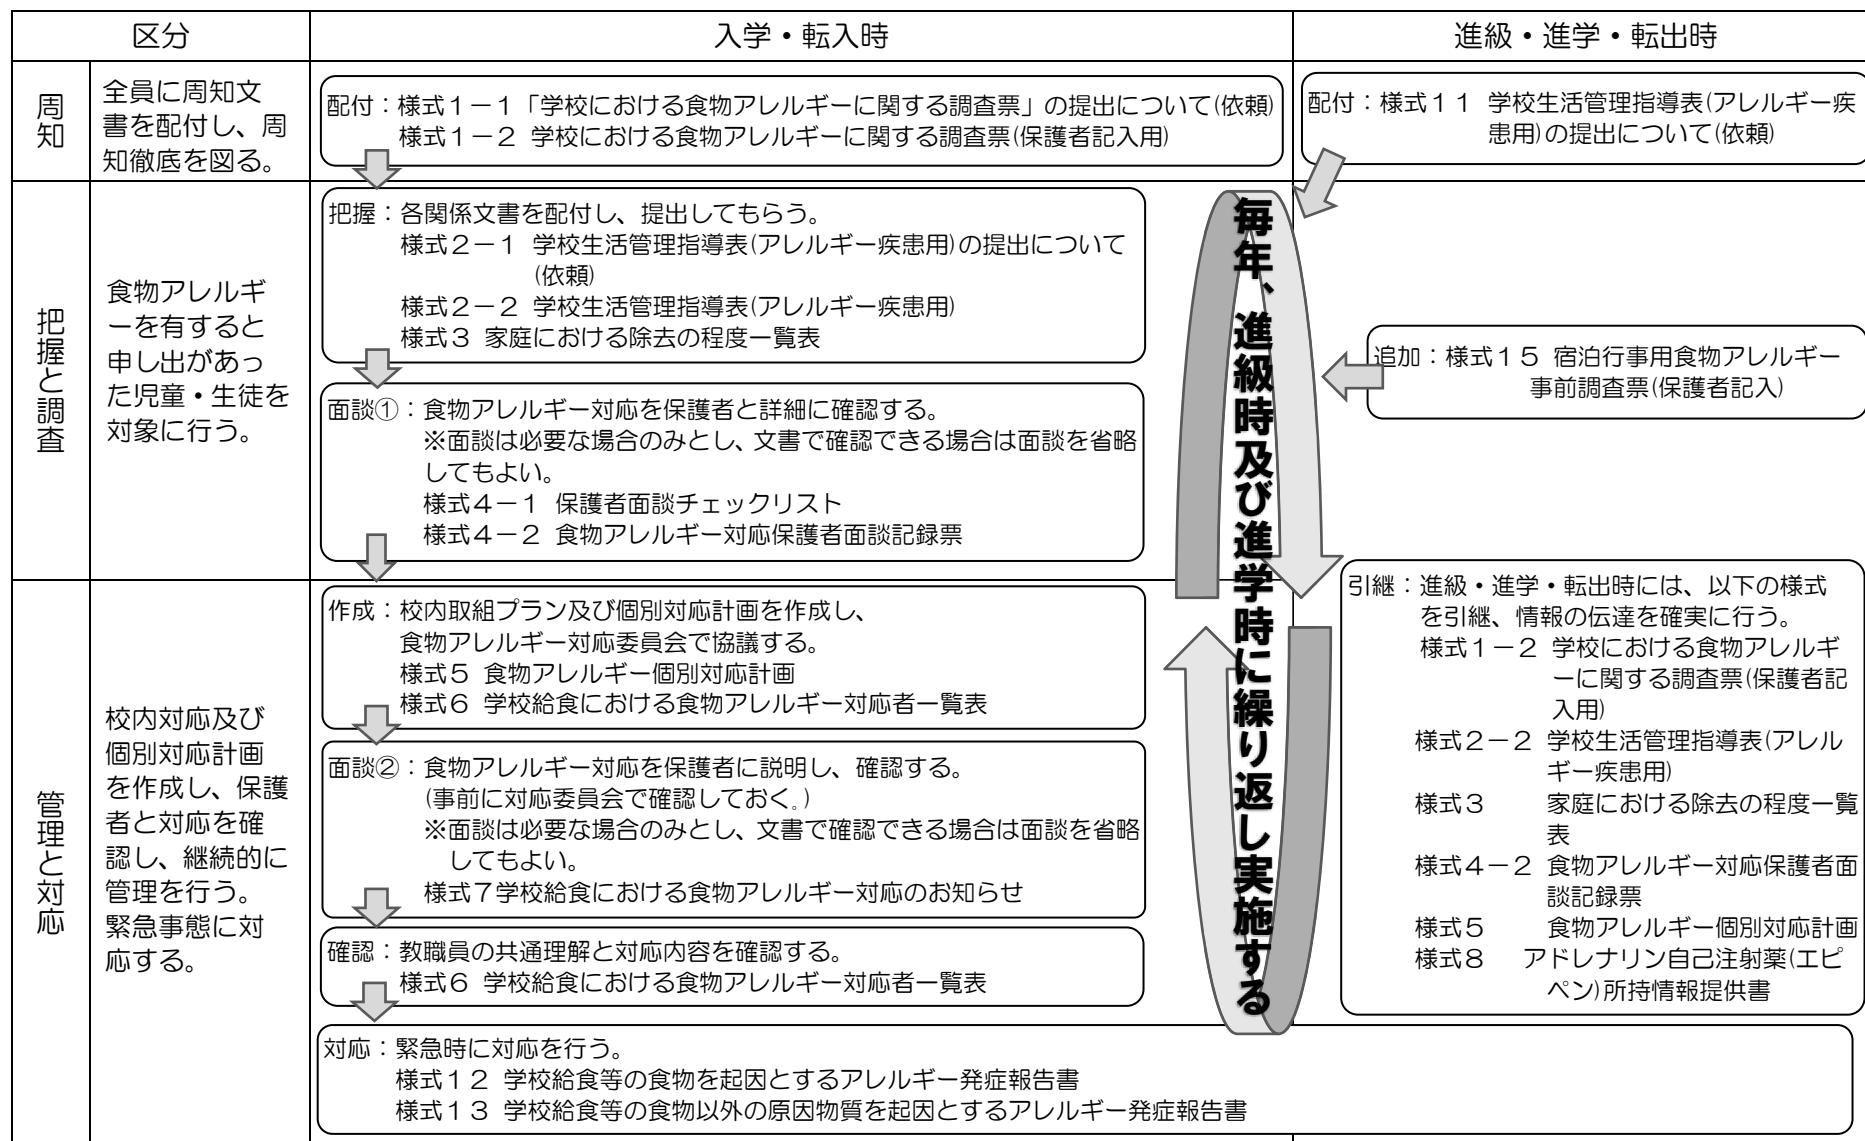 区分
入学・転入時
進級・進学・転出時
周知
全員に周知文
書を配付し、周
知徹底を図る。
配付：様式１－１「学校における食物アレルギーに関する調査票」の提出について(依頼)
様式１－２ 学校における食物アレルギーに関する調査票(保護者記入用)
配付：様式１１ 学校生活管理指導表(アレルギー疾
患用)の提出について(依頼)
把握と調査
食物アレルギ
ーを有すると
申し出があっ
た児童・生徒を
対象に行う。
把握：各関係文書を配付し、提出してもらう。
様式２－１ 学校生活管理指導表(アレルギー疾患用)の提出について
(依頼)
様式２－２ 学校生活管理指導表(アレルギー疾患用)
様式３ 家庭における除去の程度一覧表
面談①：食物アレルギー対応を保護者と詳細に確認する。
※面談は必要な場合のみとし、文書で確認できる場合は面談を省略
してもよい。
様式４－１ 保護者面談チェックリスト
様式４－２ 食物アレルギー対応保護者面談記録票
毎年、進級時及び進学時に繰り返し実施する
追加：様式１５ 宿泊行事用食物アレルギー
事前調査票(保護者記入)
管理と対応
校内対応及び
個別対応計画
を作成し、保護
者と対応を確
認し、継続的に
管理を行う。
緊急事態に対
応する。
作成：校内取組プラン及び個別対応計画を作成し、
食物アレルギー対応委員会で協議する。
様式５ 食物アレルギー個別対応計画
様式６ 学校給食における食物アレルギー対応者一覧表
面談②：食物アレルギー対応を保護者に説明し、確認する。
(事前に対応委員会で確認しておく。)
※面談は必要な場合のみとし、文書で確認できる場合は面談を省略
してもよい。
様式７学校給食における食物アレルギー対応のお知らせ
確認：教職員の共通理解と対応内容を確認する。
様式６ 学校給食における食物アレルギー対応者一覧表
引継：進級・進学・転出時には、以下の様式
を引継、情報の伝達を確実に行う。
様式１－２ 学校における食物アレルギ
ーに関する調査票(保護者記
入用)
様式２－２ 学校生活管理指導表(アレル
ギー疾患用)
様式３ 家庭における除去の程度一覧
表
様式４－２ 食物アレルギー対応保護者面
談記録票
様式５ 食物アレルギー個別対応計画
様式８ アドレナリン自己注射薬(エピ
ペン)所持情報提供書
対応：緊急時に対応を行う。
様式１２ 学校給食等の食物を起因とするアレルギー発症報告書
様式１３ 学校給食等の食物以外の原因物質を起因とするアレルギー発症報告書